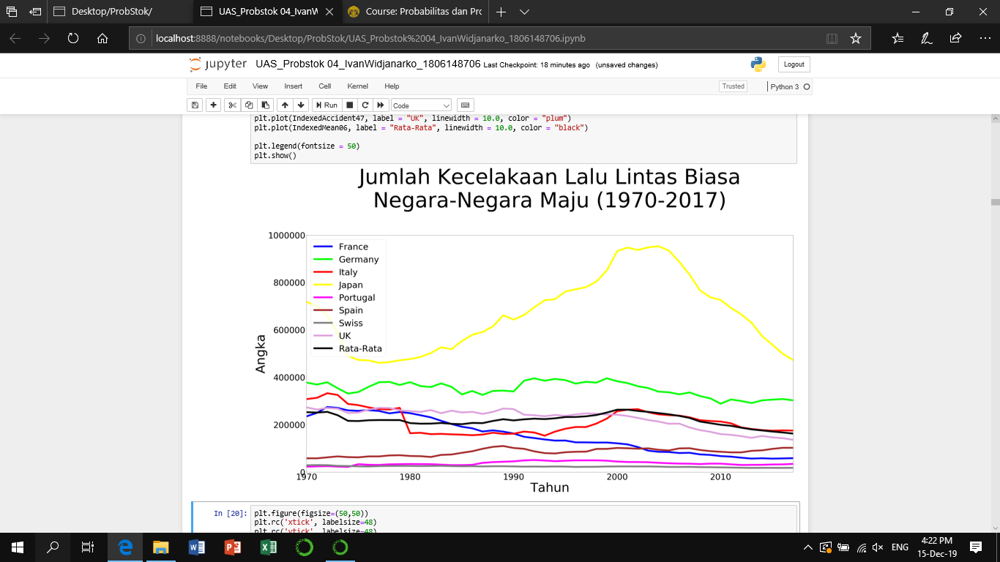 Desktop/ProbStok/
UAS_Probstok 04_IvanW
Course: Probabilitas dan Pro
localhost:8888/notebooks/Desktop/ProbStok/UAS_Probstok%2004_IvanWidjanarko_1806148706.ipynb
jupyter UAS_Probstok 04_IvanWidjanarko_1806148706 Last Checkpoint: 18 minutes ago (unsaved changes)
Logout
File Edit View Insert Cell Kernel Help
Trusted
Python 3
Run
Code
plt.plot(IndexedAccident47, label = "UK", linewidth = 10.0, color = "plum")
plt.plot(IndexedMean06, label = "Rata-Rata", linewidth = 10.0, color = "black")
plt.legend(fontsize = 50)
plt.show()
Jumlah Kecelakaan Lalu Lintas Biasa
Negara-Negara Maju (1970-2017)
1000000
800000
600000
400000
200000
0
Angka
France
Germany
Italy
Japan
Portugal
Spain
Swiss
UK
Rata-Rata
1970 1980 1990 2000 2010
Tahun
In [20]:
plt.figure(figsize=(50,50))
plt.rc('xtick', labelsize=48)
plt.rc('ytick', labelsize=48)
ENG
4:22 PM
15-Dec-19